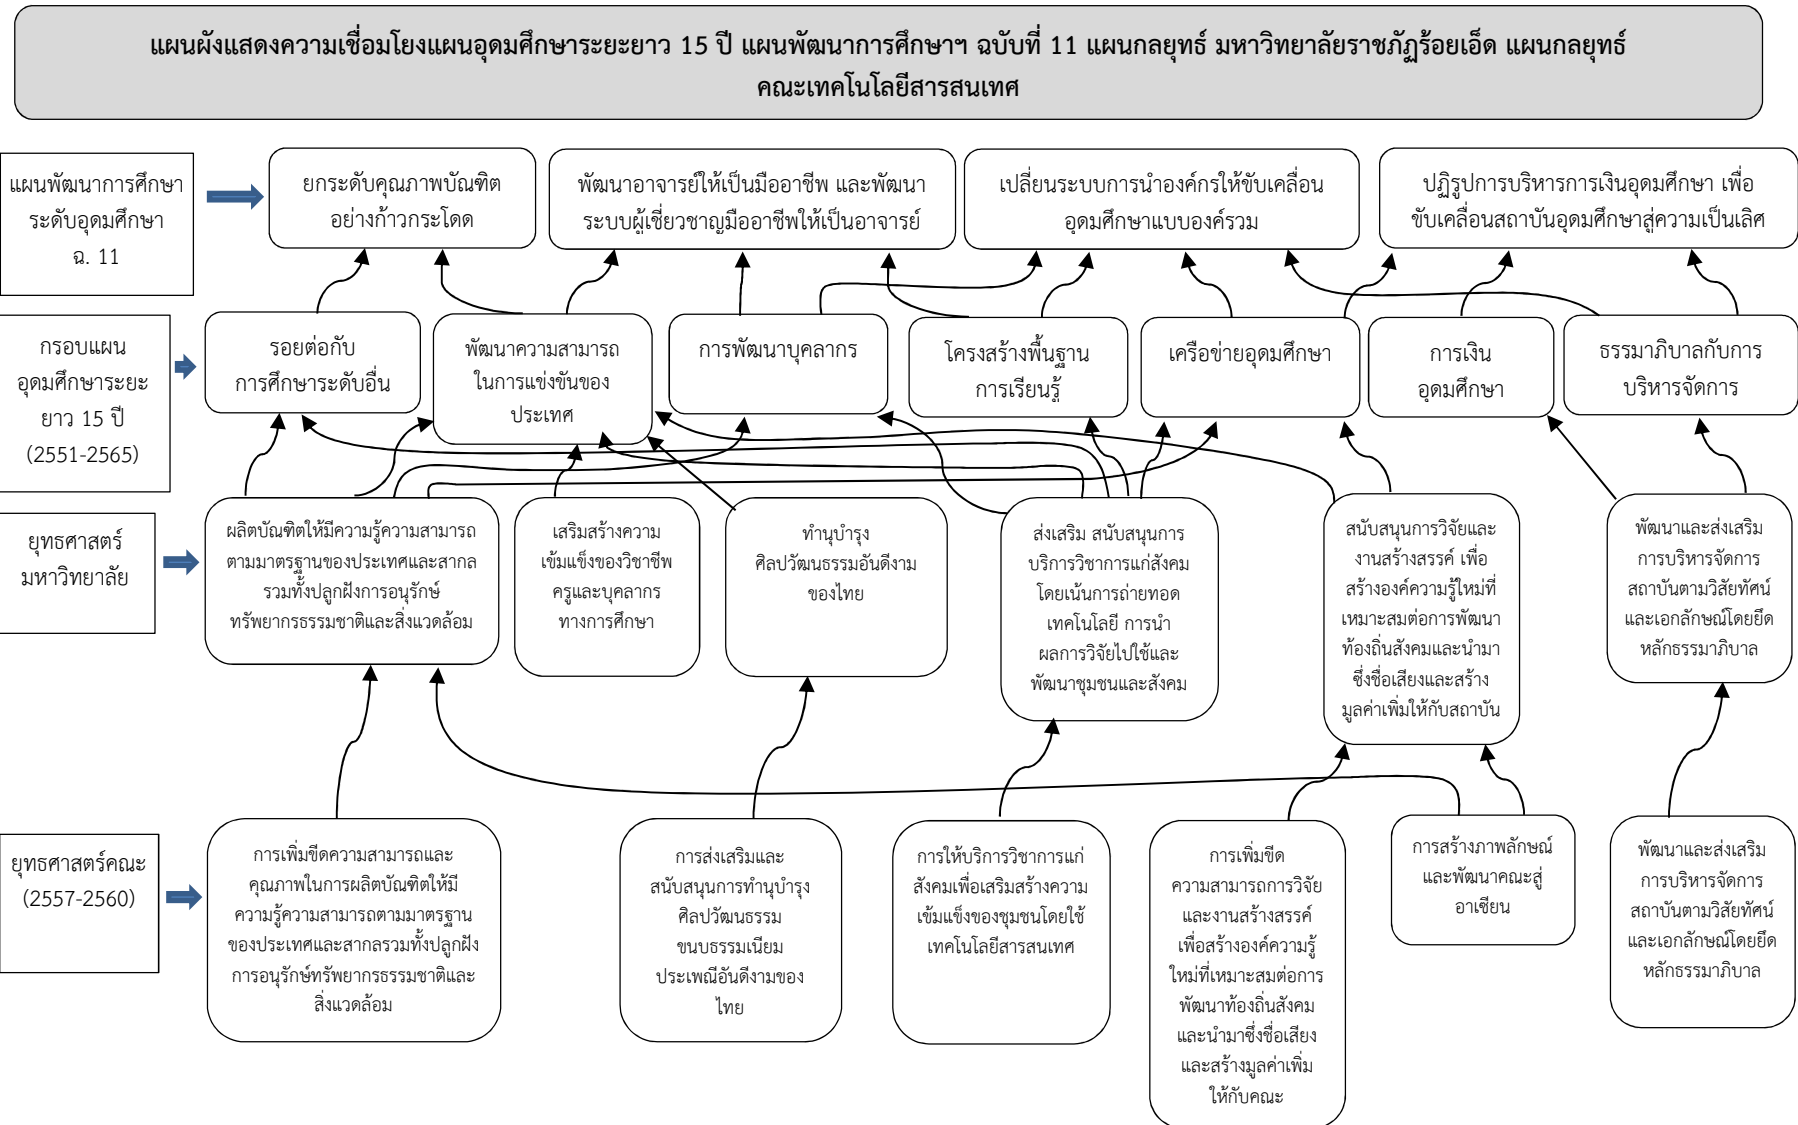 แผนผังแสดงความเชื่อมโยงแผนอุดมศึกษาระยะยาว 15 ปี แผนพัฒนาการศึกษาฯ ฉบับที่ 11 แผนกลยุทธ์ มหาวิทยาลัยราชภัฏร้อยเอ็ด แผนกลยุทธ์
คณะเทคโนโลยีสารสนเทศ
แผนพัฒนาการศึกษา
ระดับอุดมศึกษา
ฉ. 11
ยกระดับคุณภาพบัณฑิต
อย่างก้าวกระโดด
พัฒนาอาจารย์ให้เป็นมืออาชีพ และพัฒนา
ระบบผู้เชี่ยวชาญมืออาชีพให้เป็นอาจารย์
เปลี่ยนระบบการนำองค์กรให้ขับเคลื่อน
อุดมศึกษาแบบองค์รวม
ปฏิรูปการบริหารการเงินอุดมศึกษา เพื่อ
ขับเคลื่อนสถาบันอุดมศึกษาสู่ความเป็นเลิศ
กรอบแผน
อุดมศึกษาระยะ
ยาว 15 ปี
(2551-2565)
รอยต่อกับ
การศึกษาระดับอื่น
พัฒนาความสามารถ
ในการแข่งขันของ
ประเทศ
การพัฒนาบุคลากร
โครงสร้างพื้นฐาน
การเรียนรู้
เครือข่ายอุดมศึกษา
การเงิน
อุดมศึกษา
ธรรมาภิบาลกับการ
บริหารจัดการ
ยุทธศาสตร์
มหาวิทยาลัย
ผลิตบัณฑิตให้มีความรู้ความสามารถ
ตามมาตรฐานของประเทศและสากล
รวมทั้งปลูกฝังการอนุรักษ์
ทรัพยากรธรรมชาติและสิ่งแวดล้อม
เสริมสร้างความ
เข้มแข็งของวิชาชีพ
ครูและบุคลากร
ทางการศึกษา
ทำนุบำรุง
ศิลปวัฒนธรรมอันดีงาม
ของไทย
ส่งเสริม สนับสนุนการ
บริการวิชาการแก่สังคม
โดยเน้นการถ่ายทอด
เทคโนโลยี การนำ
ผลการวิจัยไปใช้และ
พัฒนาชุมชนและสังคม
สนับสนุนการวิจัยและ
งานสร้างสรรค์ เพื่อ
สร้างองค์ความรู้ใหม่ที่
เหมาะสมต่อการพัฒนา
ท้องถิ่นสังคมและนำมา
ซึ่งชื่อเสียงและสร้าง
มูลค่าเพิ่มให้กับสถาบัน
พัฒนาและส่งเสริม
การบริหารจัดการ
สถาบันตามวิสัยทัศน์
และเอกลักษณ์โดยยึด
หลักธรรมาภิบาล
ยุทธศาสตร์คณะ
(2557-2560)
การเพิ่มขีดความสามารถและ
คุณภาพในการผลิตบัณฑิตให้มี
ความรู้ความสามารถตามมาตรฐาน
ของประเทศและสากลรวมทั้งปลูกฝัง
การอนุรักษ์ทรัพยากรธรรมชาติและ
สิ่งแวดล้อม
การส่งเสริมและ
สนับสนุนการทำนุบำรุง
ศิลปวัฒนธรรม
ขนบธรรมเนียม
ประเพณีอันดีงามของ
ไทย
การให้บริการวิชาการแก่
สังคมเพื่อเสริมสร้างความ
เข้มแข็งของชุมชนโดยใช้
เทคโนโลยีสารสนเทศ
การเพิ่มขีด
ความสามารถการวิจัย
และงานสร้างสรรค์
เพื่อสร้างองค์ความรู้
ใหม่ที่เหมาะสมต่อการ
พัฒนาท้องถิ่นสังคม
และนำมาซึ่งชื่อเสียง
และสร้างมูลค่าเพิ่ม
ให้กับคณะ
การสร้างภาพลักษณ์
และพัฒนาคณะสู่
อาเซียน
พัฒนาและส่งเสริม
การบริหารจัดการ
สถาบันตามวิสัยทัศน์
และเอกลักษณ์โดยยึด
หลักธรรมาภิบาล